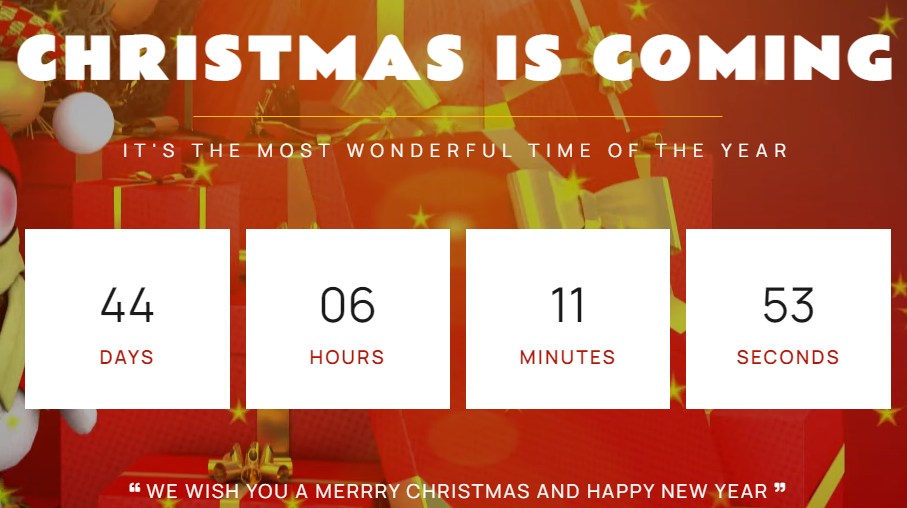 CHRISTMAS IS COMING
IT'S THE MOST WONDERFUL TIME OF THE YEAR
44 06 11 53
DAYS HOURS MINUTES SECONDS
❝ WE WISH YOU A MERRRY CHRISTMAS AND HAPPY NEW YEAR ❞